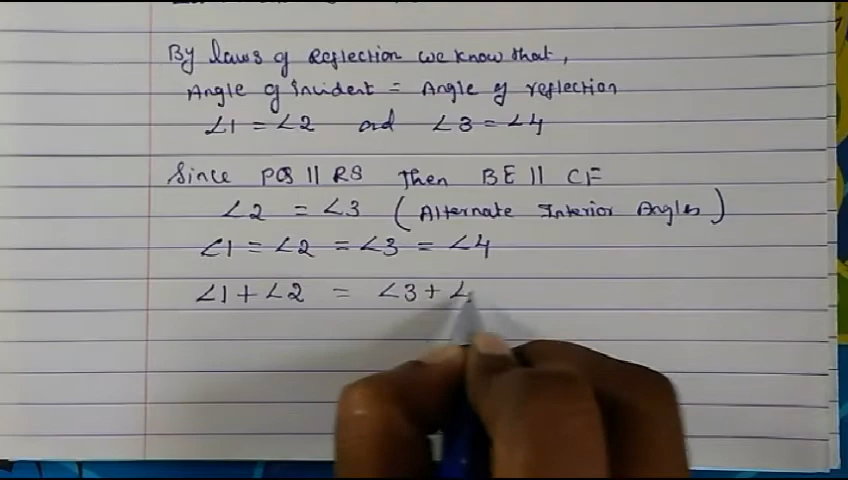 By laws of Reflection we know that,
Angle of incident = Angle of reflection
∠1 = ∠2 and ∠3 = ∠4
Since PQ || RS Then BE || CF
∠2 = ∠3 (Alternate Interior Angles)
∠1 = ∠2 = ∠3 = ∠4
∠1 + ∠2 = ∠3 + ∠